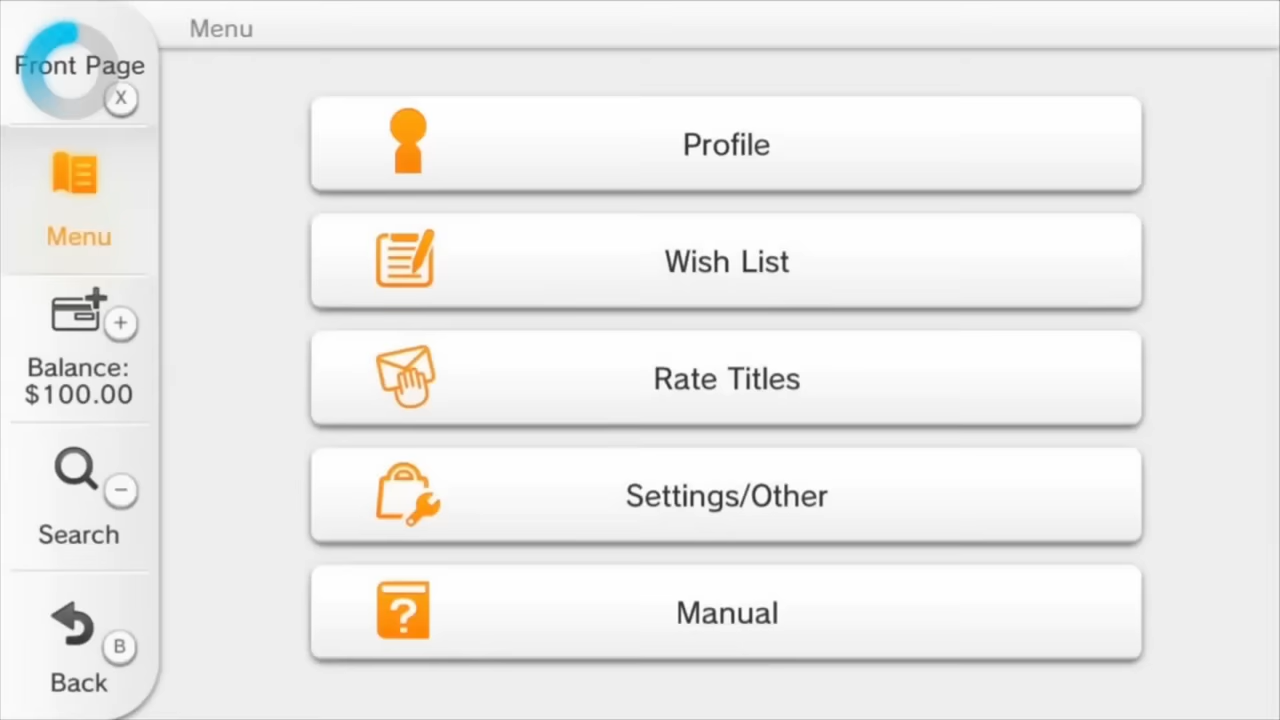 Front Page
X
Menu
Balance:
$100.00
+
Search
−
Back
B
Menu
Profile
Wish List
Rate Titles
Settings/Other
?
Manual